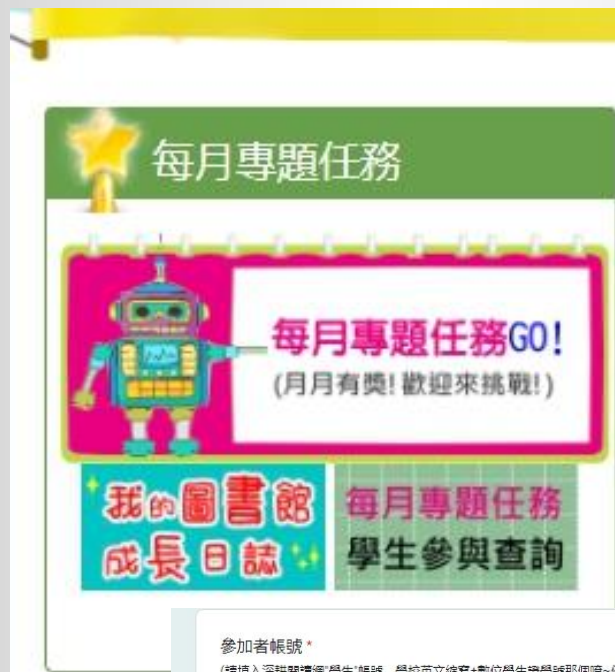 每月專題任務
每月專題任務GO!
(月月有獎! 歡迎來挑戰!)
我的圖書館
成長日誌
每月專題任務
學生參與查詢
參加者帳號 *